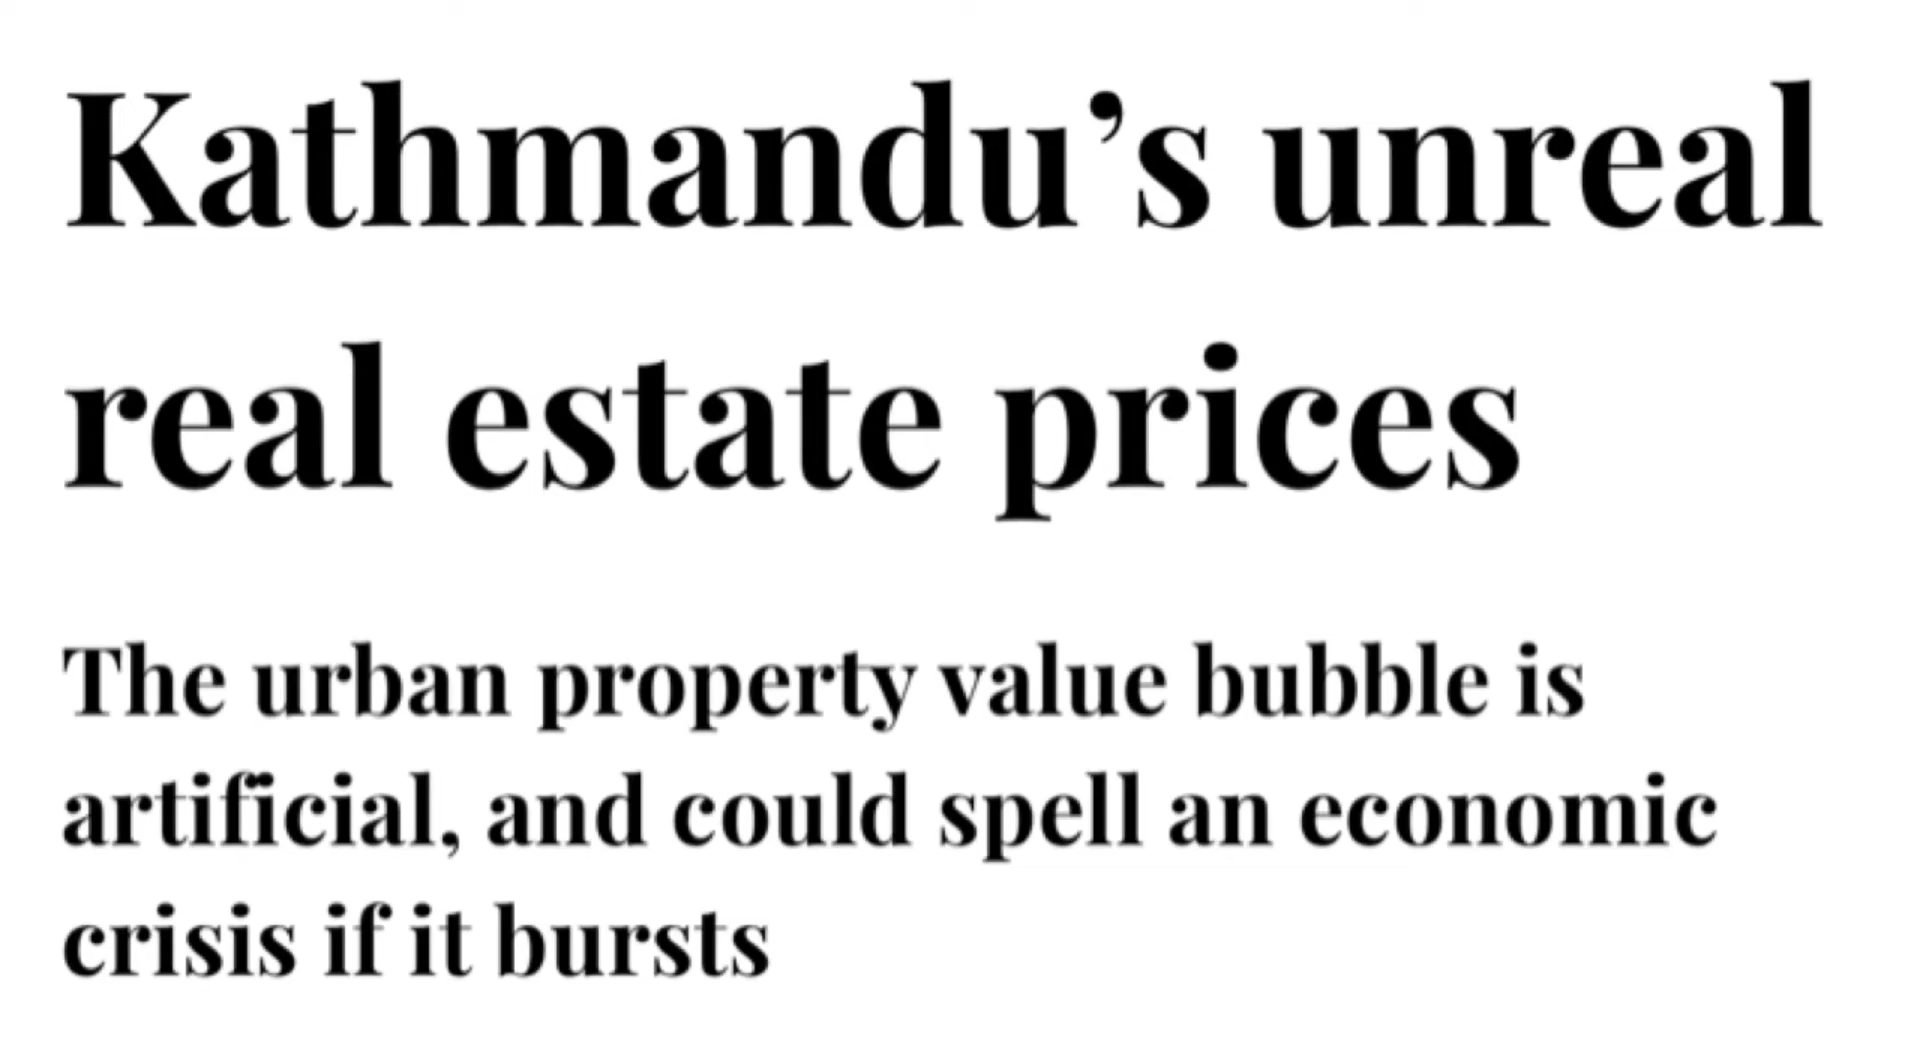 Kathmandu’s unreal
real estate prices
The urban property value bubble is
artificial, and could spell an economic
crisis if it bursts